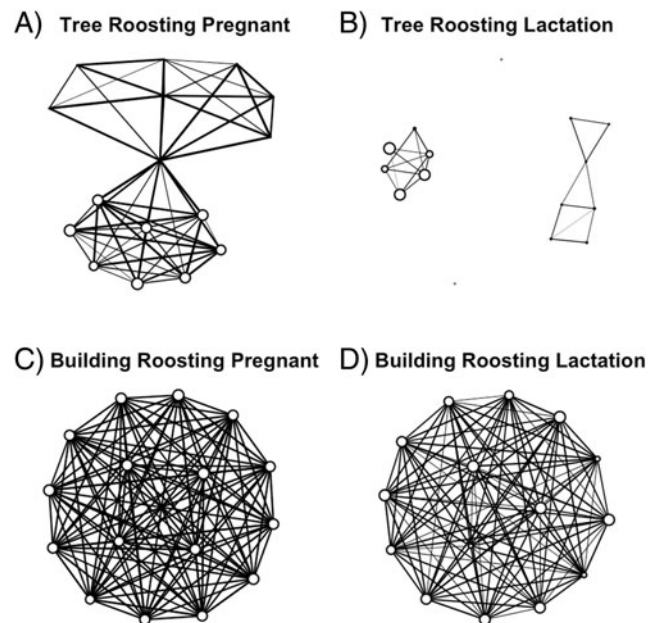 A) Tree Roosting Pregnant
B) Tree Roosting Lactation
C) Building Roosting Pregnant
D) Building Roosting Lactation